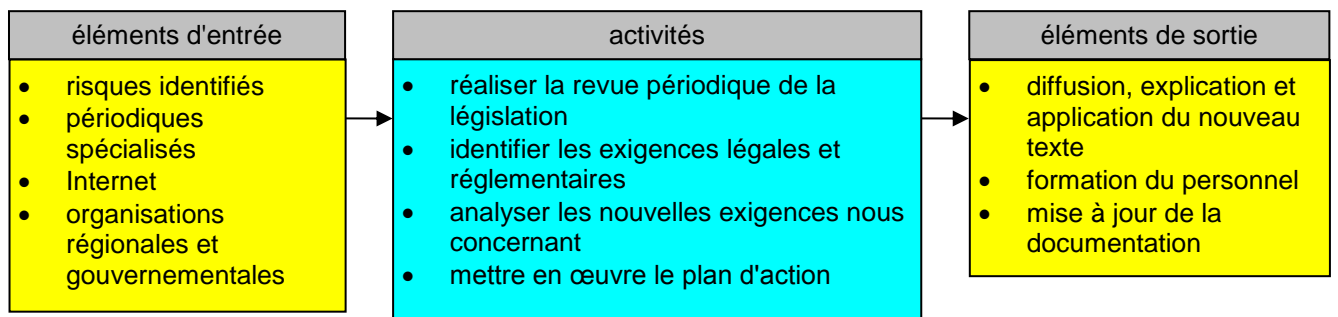 éléments d'entrée
• risques identifiés
• périodiques
spécialisés
• Internet
• organisations
régionales et
gouvernementales
activités
• réaliser la revue périodique de la
législation
• identifier les exigences légales et
réglementaires
• analyser les nouvelles exigences nous
concernant
• mettre en œuvre le plan d'action
éléments de sortie
• diffusion, explication et
application du nouveau
texte
• formation du personnel
• mise à jour de la
documentation